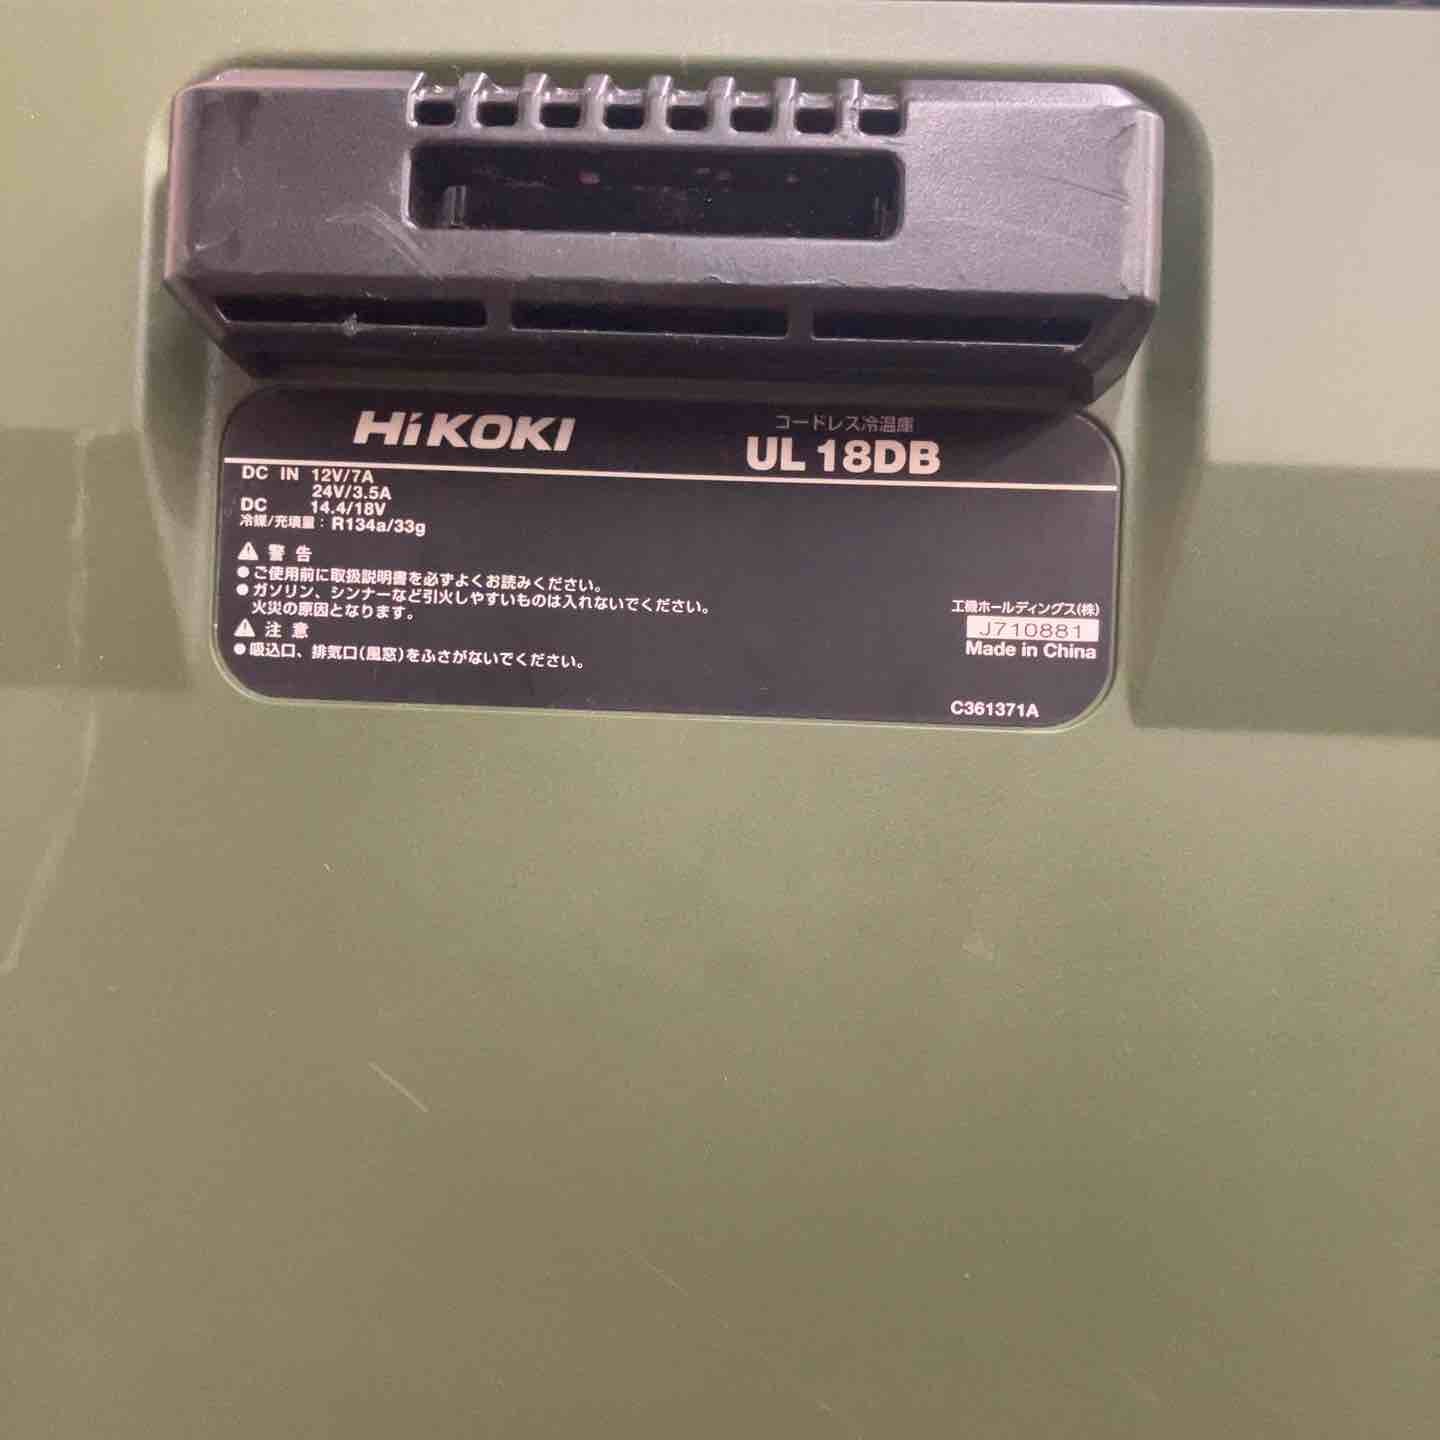 HiKOKI
コードレス冷温庫
UL 18DB
DC IN 12V/7A
24V/3.5A
DC 14.4/18V
冷媒/充填量：R134a/33g
⚠ 警告
●ご使用前に取扱説明書を必ずよくお読みください。
●ガソリン、シンナーなど引火しやすいものは入れないでください。
火災の原因となります。
⚠ 注意
●吸込口、排気口(風窓)をふさがないでください。
工機ホールディングス(株)
J710881
Made in China
C361371A